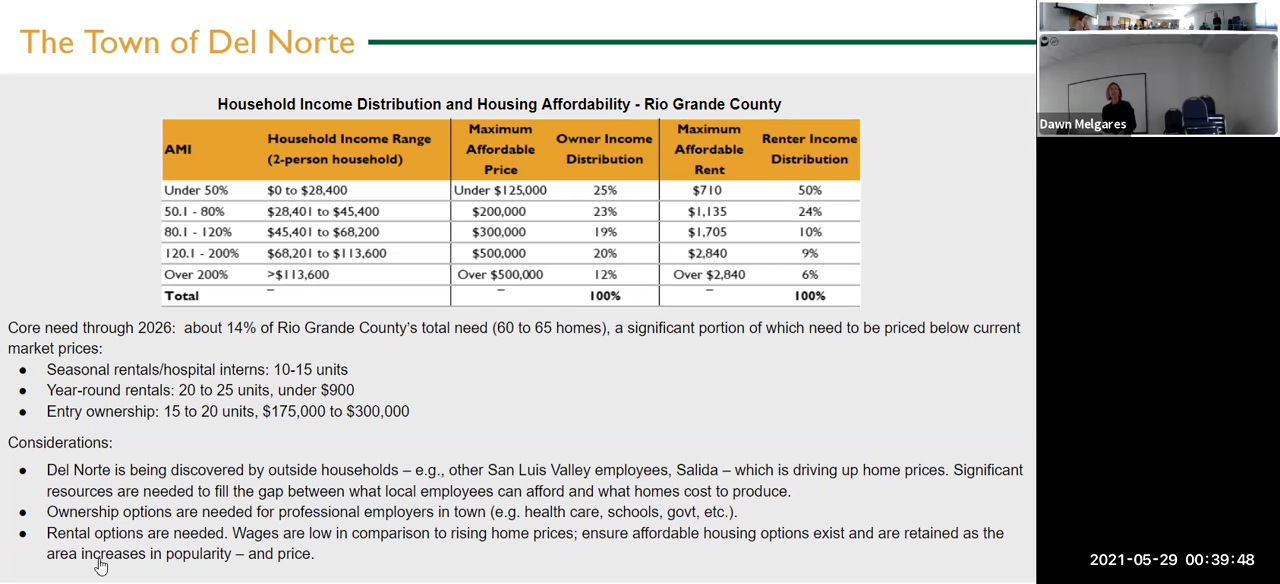 The Town of Del Norte
Household Income Distribution and Housing Affordability - Rio Grande County
AMI Household Income Range (2-person household) Maximum Affordable Price Owner Income Distribution Maximum Affordable Rent Renter Income Distribution
Under 50% $0 to $28,400 Under $125,000 25% $710 50%
50.1 - 80% $28,401 to $45,400 $200,000 23% $1,135 24%
80.1 - 120% $45,401 to $68,200 $300,000 19% $1,705 10%
120.1 - 200% $68,201 to $113,600 $500,000 20% $2,840 9%
Over 200% >$113,600 Over $500,000 12% Over $2,840 6%
Total – – 100% – 100%
Core need through 2026: about 14% of Rio Grande County's total need (60 to 65 homes), a significant portion of which need to be priced below current
market prices:
● Seasonal rentals/hospital interns: 10-15 units
● Year-round rentals: 20 to 25 units, under $900
● Entry ownership: 15 to 20 units, $175,000 to $300,000
Considerations:
● Del Norte is being discovered by outside households – e.g., other San Luis Valley employees, Salida – which is driving up home prices. Significant
resources are needed to fill the gap between what local employees can afford and what homes cost to produce.
● Ownership options are needed for professional employers in town (e.g. health care, schools, govt, etc.).
● Rental options are needed. Wages are low in comparison to rising home prices; ensure affordable housing options exist and are retained as the
area increases in popularity – and price.
Dawn Melgares
2021-05-29 00:39:48